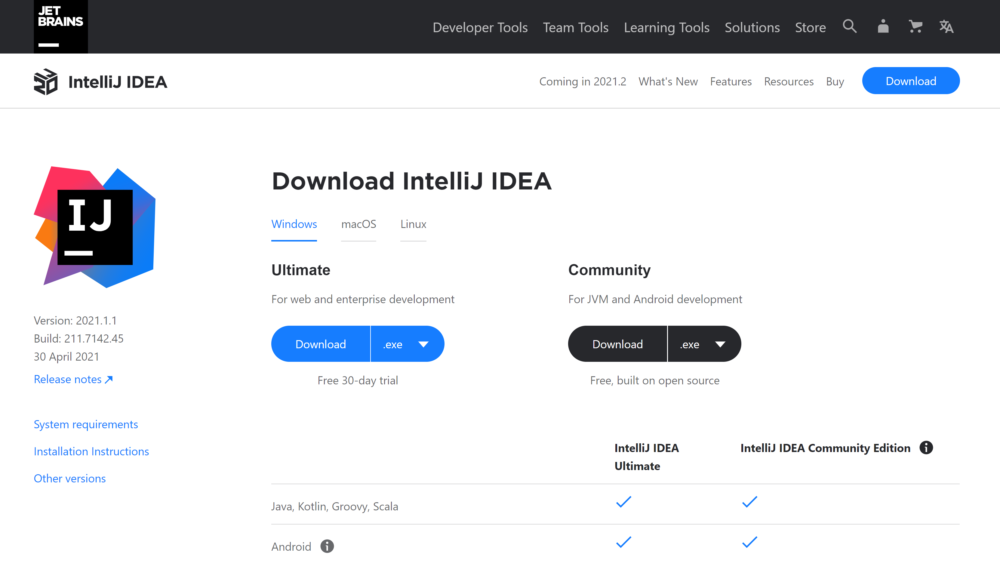 JET
BRAINS
Developer Tools Team Tools Learning Tools Solutions Store
IntelliJ IDEA
Coming in 2021.2 What's New Features Resources Buy Download
IJ
Download IntelliJ IDEA
Windows macOS Linux
Ultimate
For web and enterprise development
Download .exe
Free 30-day trial
Community
For JVM and Android development
Download .exe
Free, built on open source
Version: 2021.1.1
Build: 211.7142.45
30 April 2021
Release notes
System requirements
Installation Instructions
Other versions
IntelliJ IDEA
Ultimate
IntelliJ IDEA Community Edition
Java, Kotlin, Groovy, Scala
Android